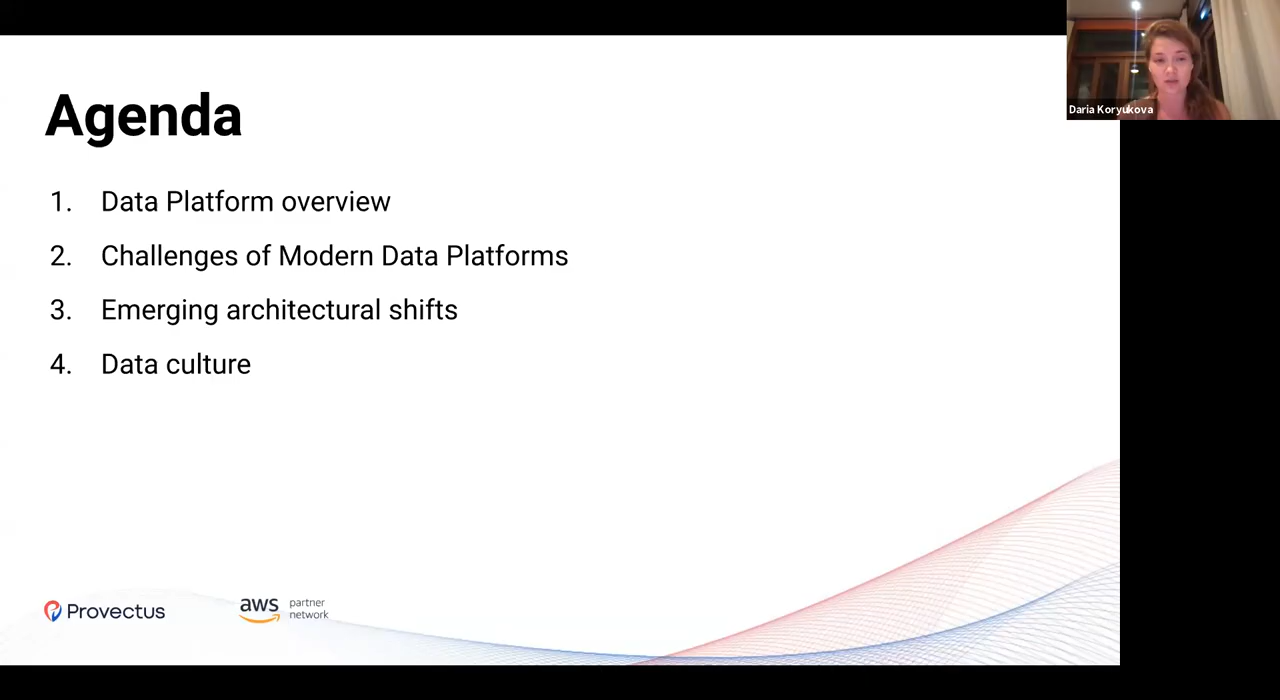 Agenda
1. Data Platform overview
2. Challenges of Modern Data Platforms
3. Emerging architectural shifts
4. Data culture
Provectus
aws partner
network
Daria Koryukova